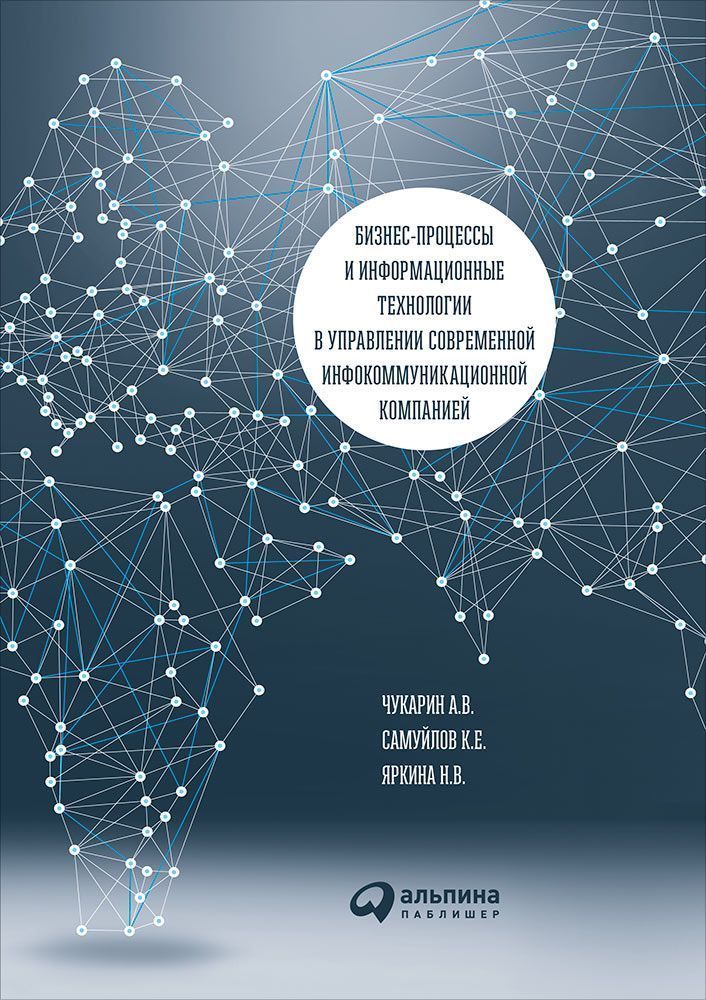 БИЗНЕС-ПРОЦЕССЫ
И ИНФОРМАЦИОННЫЕ
ТЕХНОЛОГИИ
В УПРАВЛЕНИИ СОВРЕМЕННОЙ
ИНФОКОММУНИКАЦИОННОЙ
КОМПАНИЕЙ
ЧУКАРИН А.В.
САМУЙЛОВ К.Е.
ЯРКИНА Н.В.
альпина
ПАБЛИШЕР